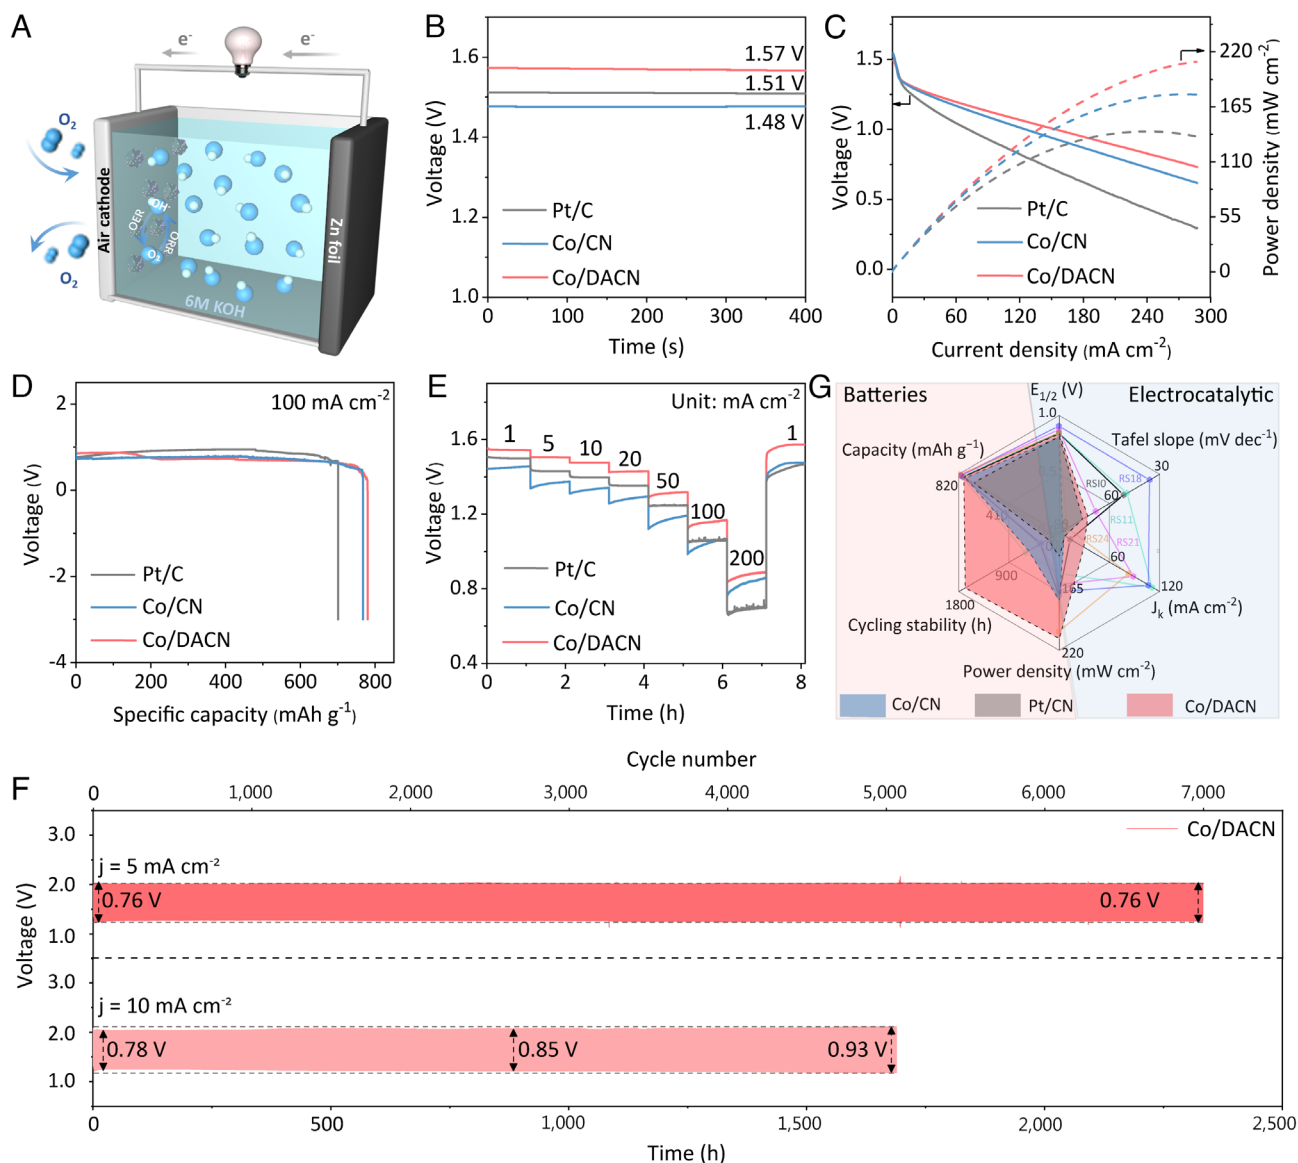 A
e⁻
e⁻
O₂
O₂
Air cathode
OER
OH⁻
O₂
ORR
Zn foil
6M KOH
B
Voltage (V)
1.6
1.4
1.2
1.0
1.57 V
1.51 V
1.48 V
Pt/C
Co/CN
Co/DACN
0 100 200 300 400
Time (s)
C
Voltage (V)
1.5
1.0
0.5
0.0
220
165
110
55
0
Power density (mW cm⁻²)
Pt/C
Co/CN
Co/DACN
0 60 120 180 240 300
Current density (mA cm⁻²)
D
Voltage (V)
2
0
-2
-4
100 mA cm⁻²
Pt/C
Co/CN
Co/DACN
0 200 400 600 800
Specific capacity (mAh g⁻¹)
E
Voltage (V)
1.6
1.2
0.8
0.4
Unit: mA cm⁻²
1 5 10 20 50 100 200 1
Pt/C
Co/CN
Co/DACN
0 2 4 6 8
Time (h)
G
Batteries
Electrocatalytic
E₁/₂ (V)
1.0
Tafel slope (mV dec⁻¹)
30
Capacity (mAh g⁻¹)
820
410
RS10
60
RS18
RS11
RS24
RS21
60
900
165
120
1800
Jₖ (mA cm⁻²)
Cycling stability (h)
220
Power density (mW cm⁻²)
Co/CN
Pt/CN
Co/DACN
F
Cycle number
0 1,000 2,000 3,000 4,000 5,000 6,000 7,000
Voltage (V)
3.0
2.0
1.0
3.0
2.0
1.0
Co/DACN
j = 5 mA cm⁻²
0.76 V
0.76 V
j = 10 mA cm⁻²
0.78 V
0.85 V
0.93 V
0 500 1,000 1,500 2,000 2,500
Time (h)